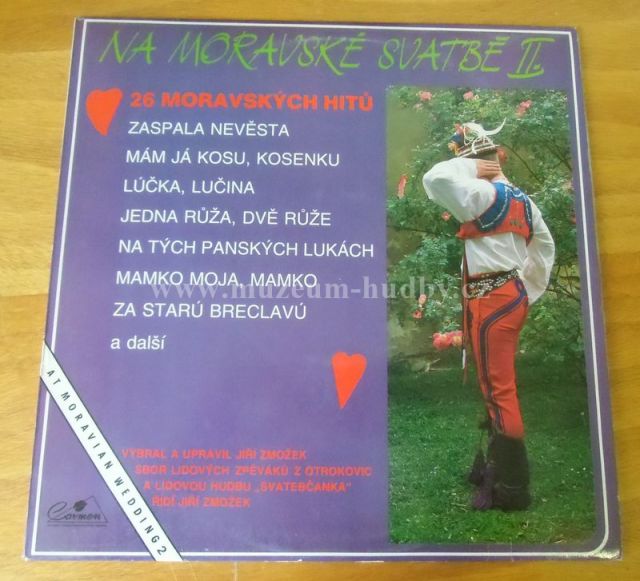 NA MORAVSKÉ SVATBĚ II.
26 MORAVSKÝCH HITŮ
ZASPALA NEVĚSTA
MÁM JÁ KOSU, KOSENKU
LÚČKA, LUČINA
JEDNA RŮŽA, DVĚ RŮŽE
NA TÝCH PANSKÝCH LUKÁCH
MAMKO MOJA, MAMKO
www.muzeum-hudby.cz
ZA STARÚ BRECLAVÚ
a další
AT MORAVIAN WEDDING 2
VYBRAL A UPRAVIL JIŘÍ ZMOŽEK
SBOR LIDOVÝCH ZPĚVÁKŮ Z OTROKOVIC
A LIDOVOU HUDBU „SVATEBČANKA"
ŘÍDÍ JIŘÍ ZMOŽEK
Carmen